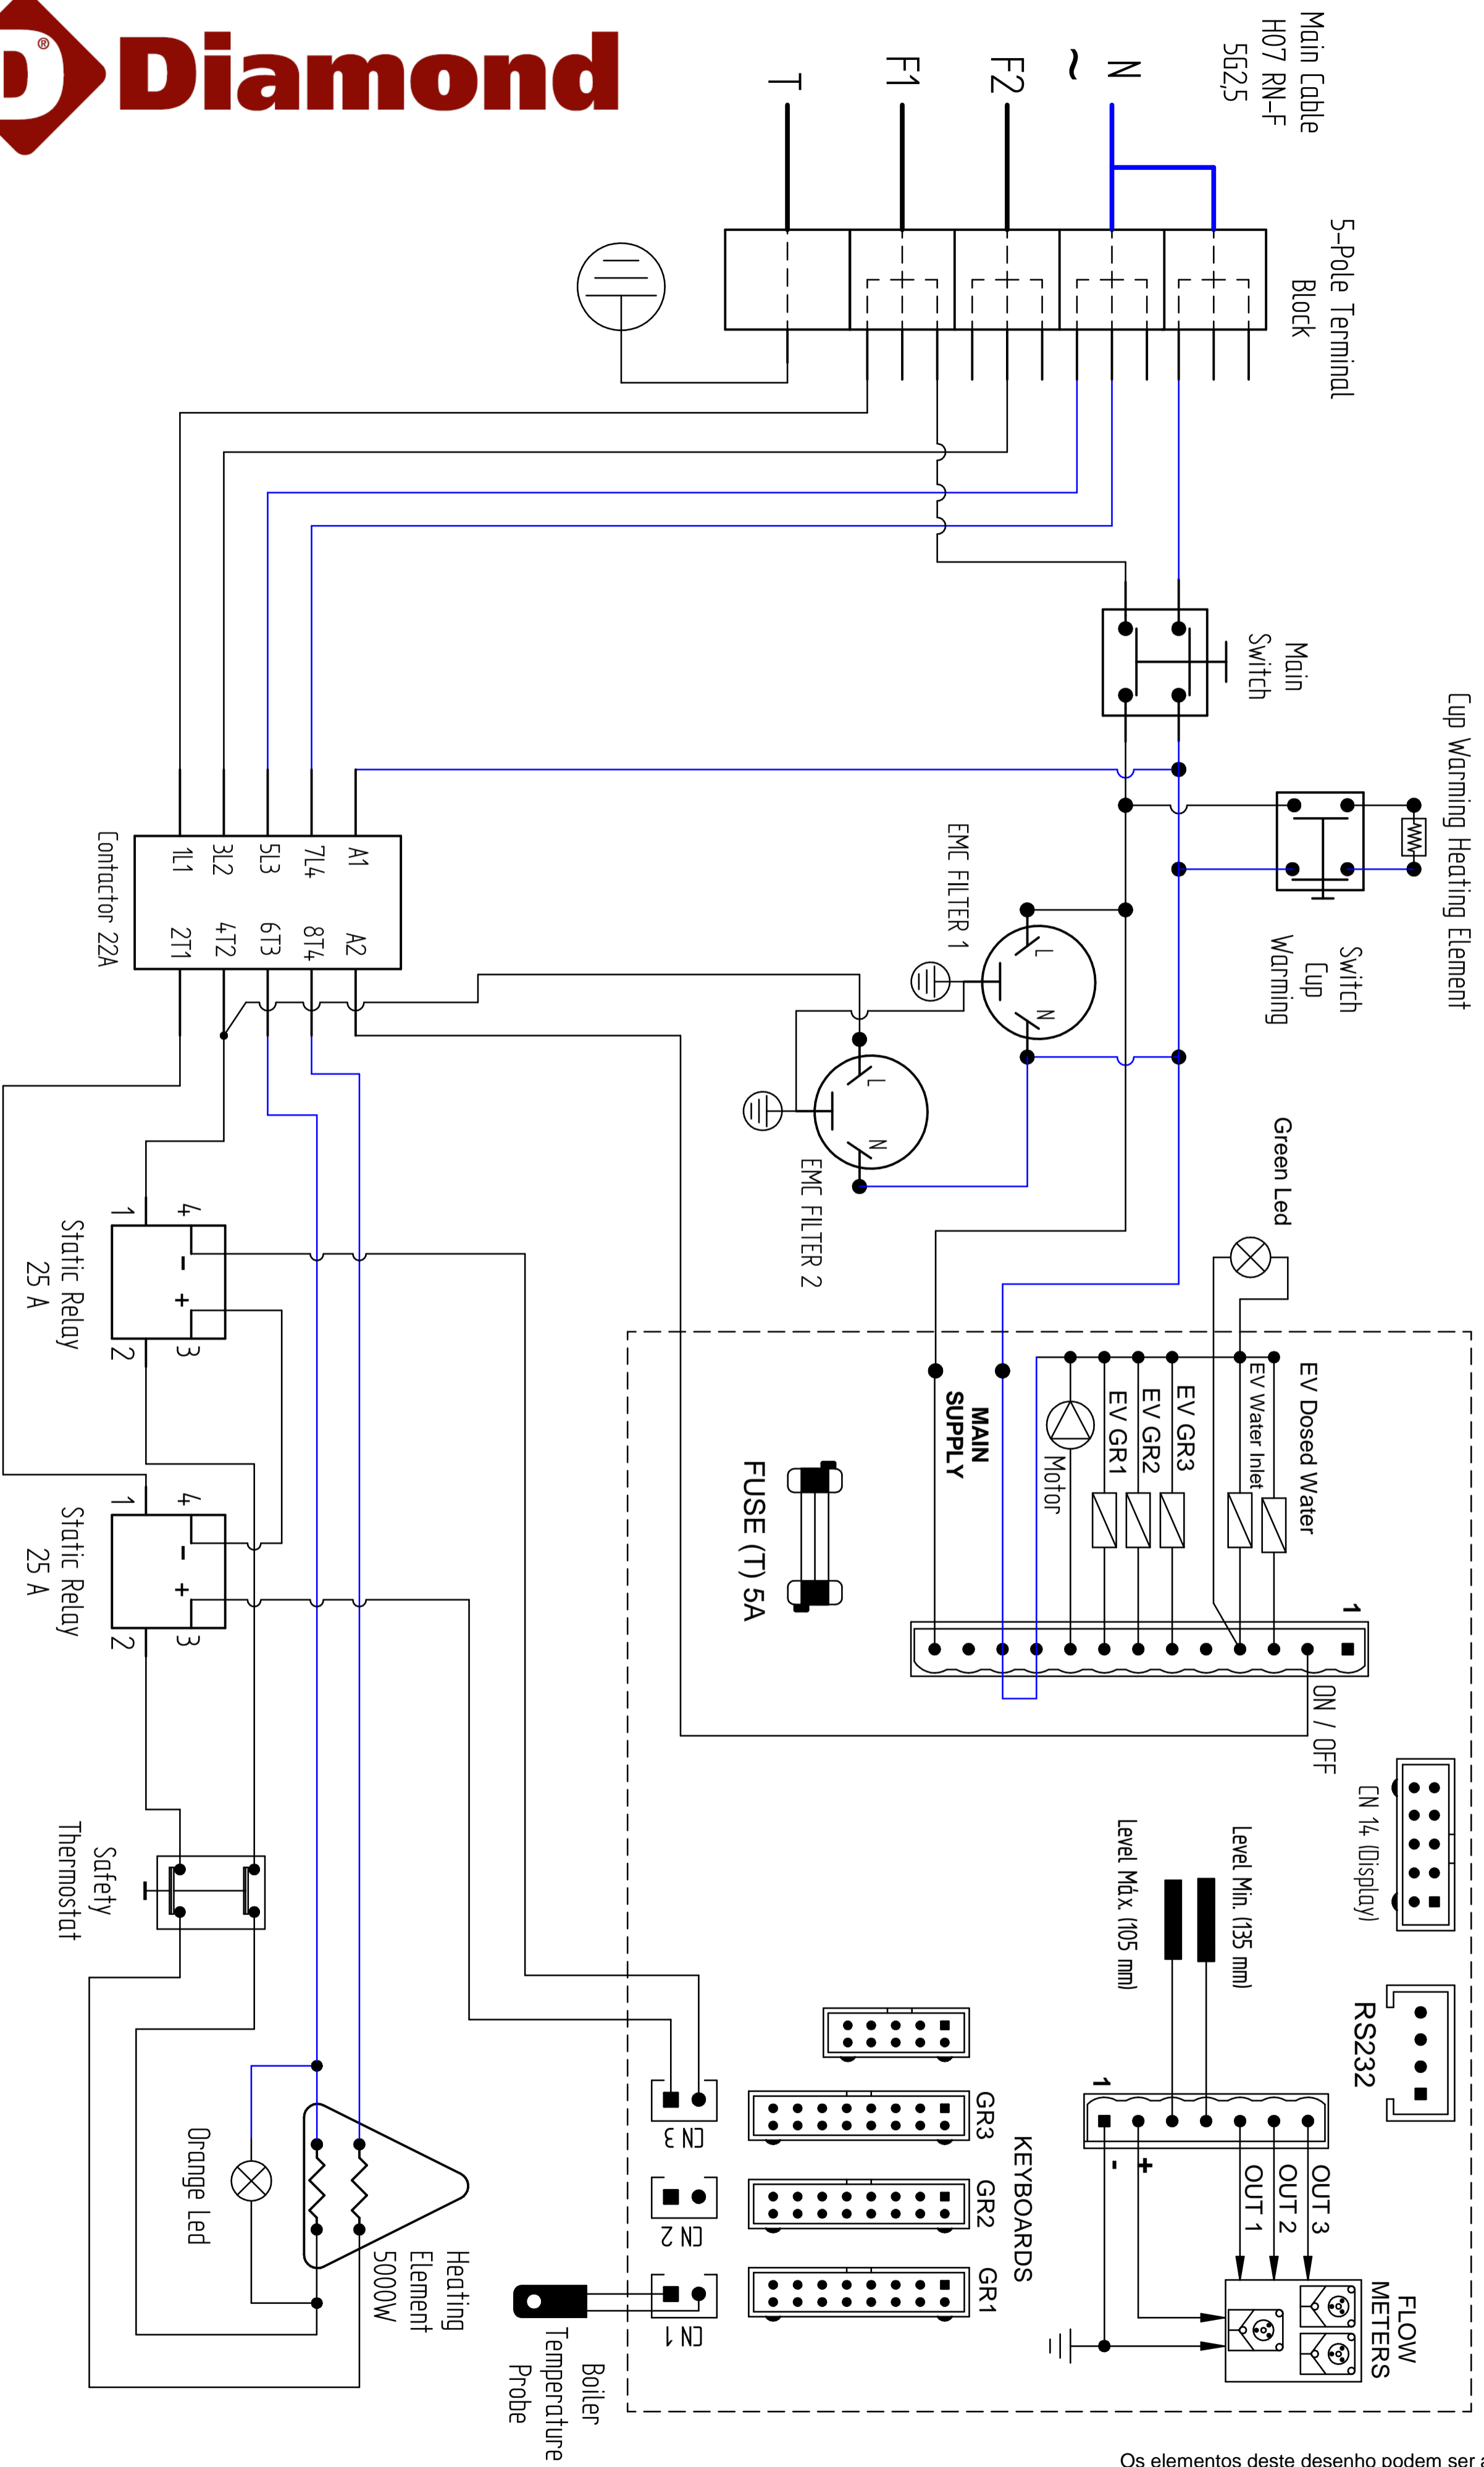 Diamond
®
Main Cable
H07 RN-F
5G2,5
T
F1
F2
~
N
5-Pole Terminal
Block
Main
Switch
Cup Warming Heating Element
Switch
Cup
Warming
EMC FILTER 1
L
N
EMC FILTER 2
L
N
Contactor 22A
1L1
3L2
5L3
7L4
A1
2T1
4T2
6T3
8T4
A2
Green Led
Static Relay
25 A
1
4
-
+
2
3
Static Relay
25 A
1
4
-
+
2
3
MAIN
SUPPLY
FUSE (T) 5A
Motor
EV GR1
EV GR2
EV GR3
EV Water Inlet
EV Dosed Water
1
ON / OFF
CN 14 (Display)
RS232
Level Máx. (105 mm)
Level Min. (135 mm)
Safety
Thermostat
Orange Led
Heating
Element
5000W
CN 3
CN 2
CN 1
Boiler
Temperature
Probe
GR3
GR2
GR1
KEYBOARDS
1
-
+
OUT 1
OUT 2
OUT 3
FLOW
METERS
Os elementos deste desenho podem ser